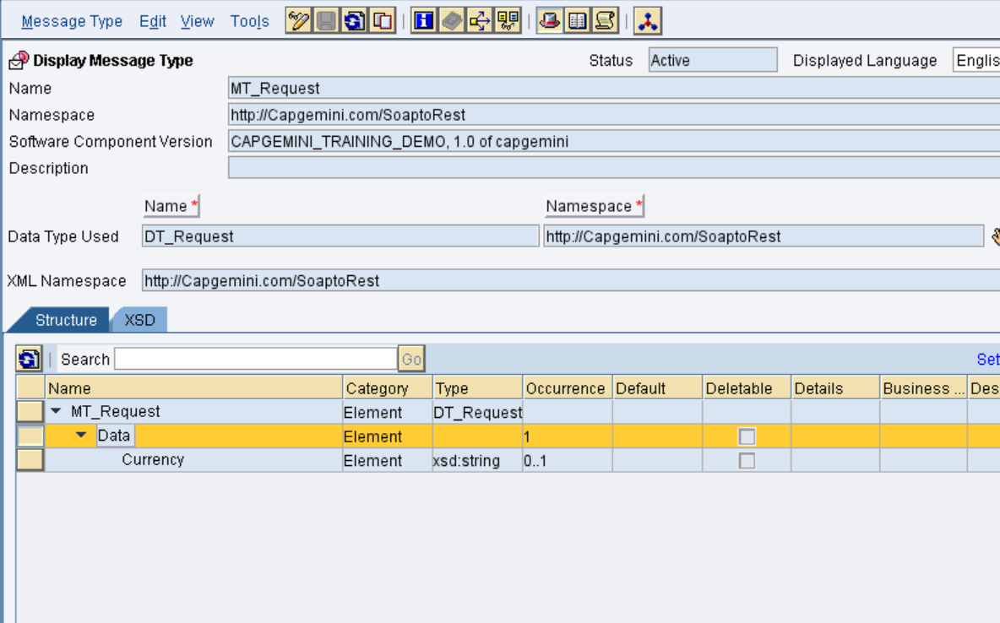 Message Type Edit View Tools
Display Message Type Status Active Displayed Language Englis
Name MT_Request
Namespace http://Capgemini.com/SoaptoRest
Software Component Version CAPGEMINI_TRAINING_DEMO, 1.0 of capgemini
Description
Name * Namespace *
Data Type Used DT_Request http://Capgemini.com/SoaptoRest
XML Namespace http://Capgemini.com/SoaptoRest
Structure XSD
Search Go Set
Name Category Type Occurrence Default Deletable Details Business ... Des
MT_Request Element DT_Request
Data Element 1
Currency Element xsd:string 0..1